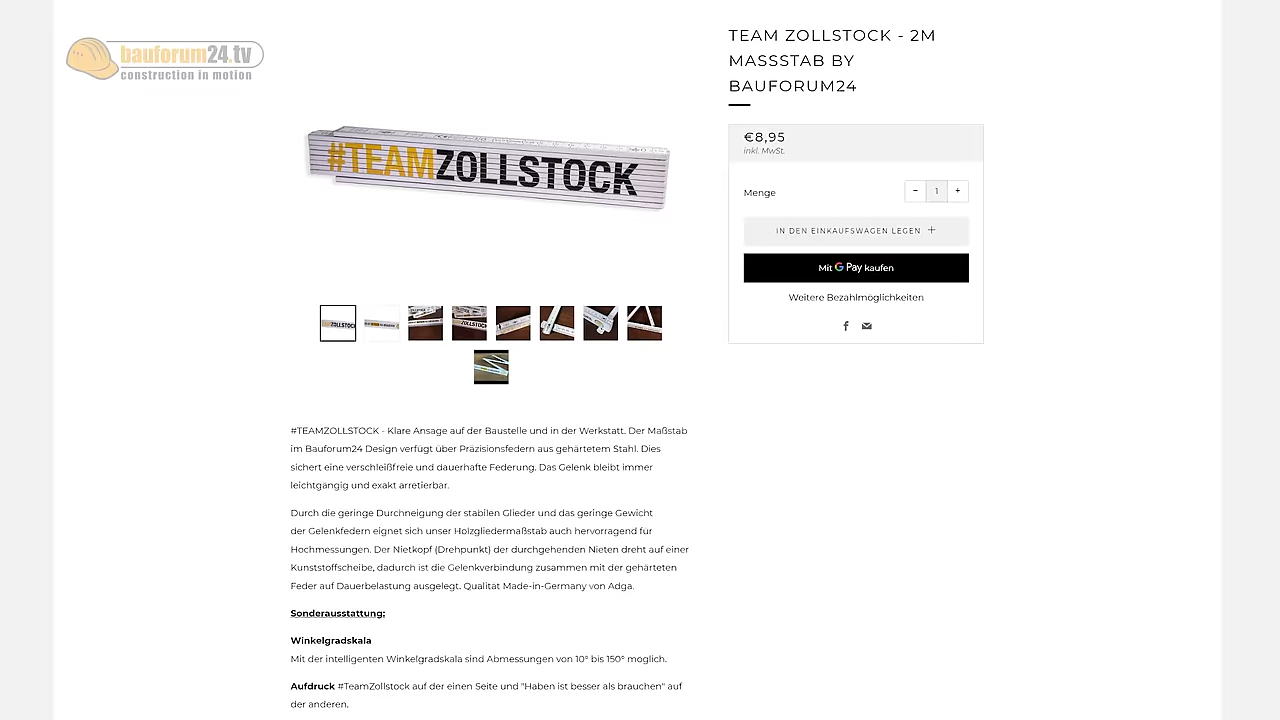 bauforum24.tv
construction in motion
TEAM ZOLLSTOCK - 2M
MASSSTAB BY
BAUFORUM24
€8,95
inkl. MwSt.
Menge
- 1 +
IN DEN EINKAUFSWAGEN LEGEN +
Mit G Pay kaufen
Weitere Bezahlmöglichkeiten
#TEAMZOLLSTOCK
#TEAMZOLLSTOCK - Klare Ansage auf der Baustelle und in der Werkstatt. Der Maßstab
im Bauforum24 Design verfügt über Präzisionsfedern aus gehärtetem Stahl. Dies
sichert eine verschleißfreie und dauerhafte Federung. Das Gelenk bleibt immer
leichtgängig und exakt arretierbar.
Durch die geringe Durchneigung der stabilen Glieder und das geringe Gewicht
der Gelenkfedern eignet sich unser Holzgliedermaßstab auch hervorragend für
Hochmessungen. Der Nietkopf (Drehpunkt) der durchgehenden Nieten dreht auf einer
Kunststoffscheibe, dadurch ist die Gelenkverbindung zusammen mit der gehärteten
Feder auf Dauerbelastung ausgelegt. Qualität Made-in-Germany von Adga.
Sonderausstattung:
Winkelgradskala
Mit der intelligenten Winkelgradskala sind Abmessungen von 10° bis 150° möglich.
Aufdruck #TeamZollstock auf der einen Seite und "Haben ist besser als brauchen" auf
der anderen.